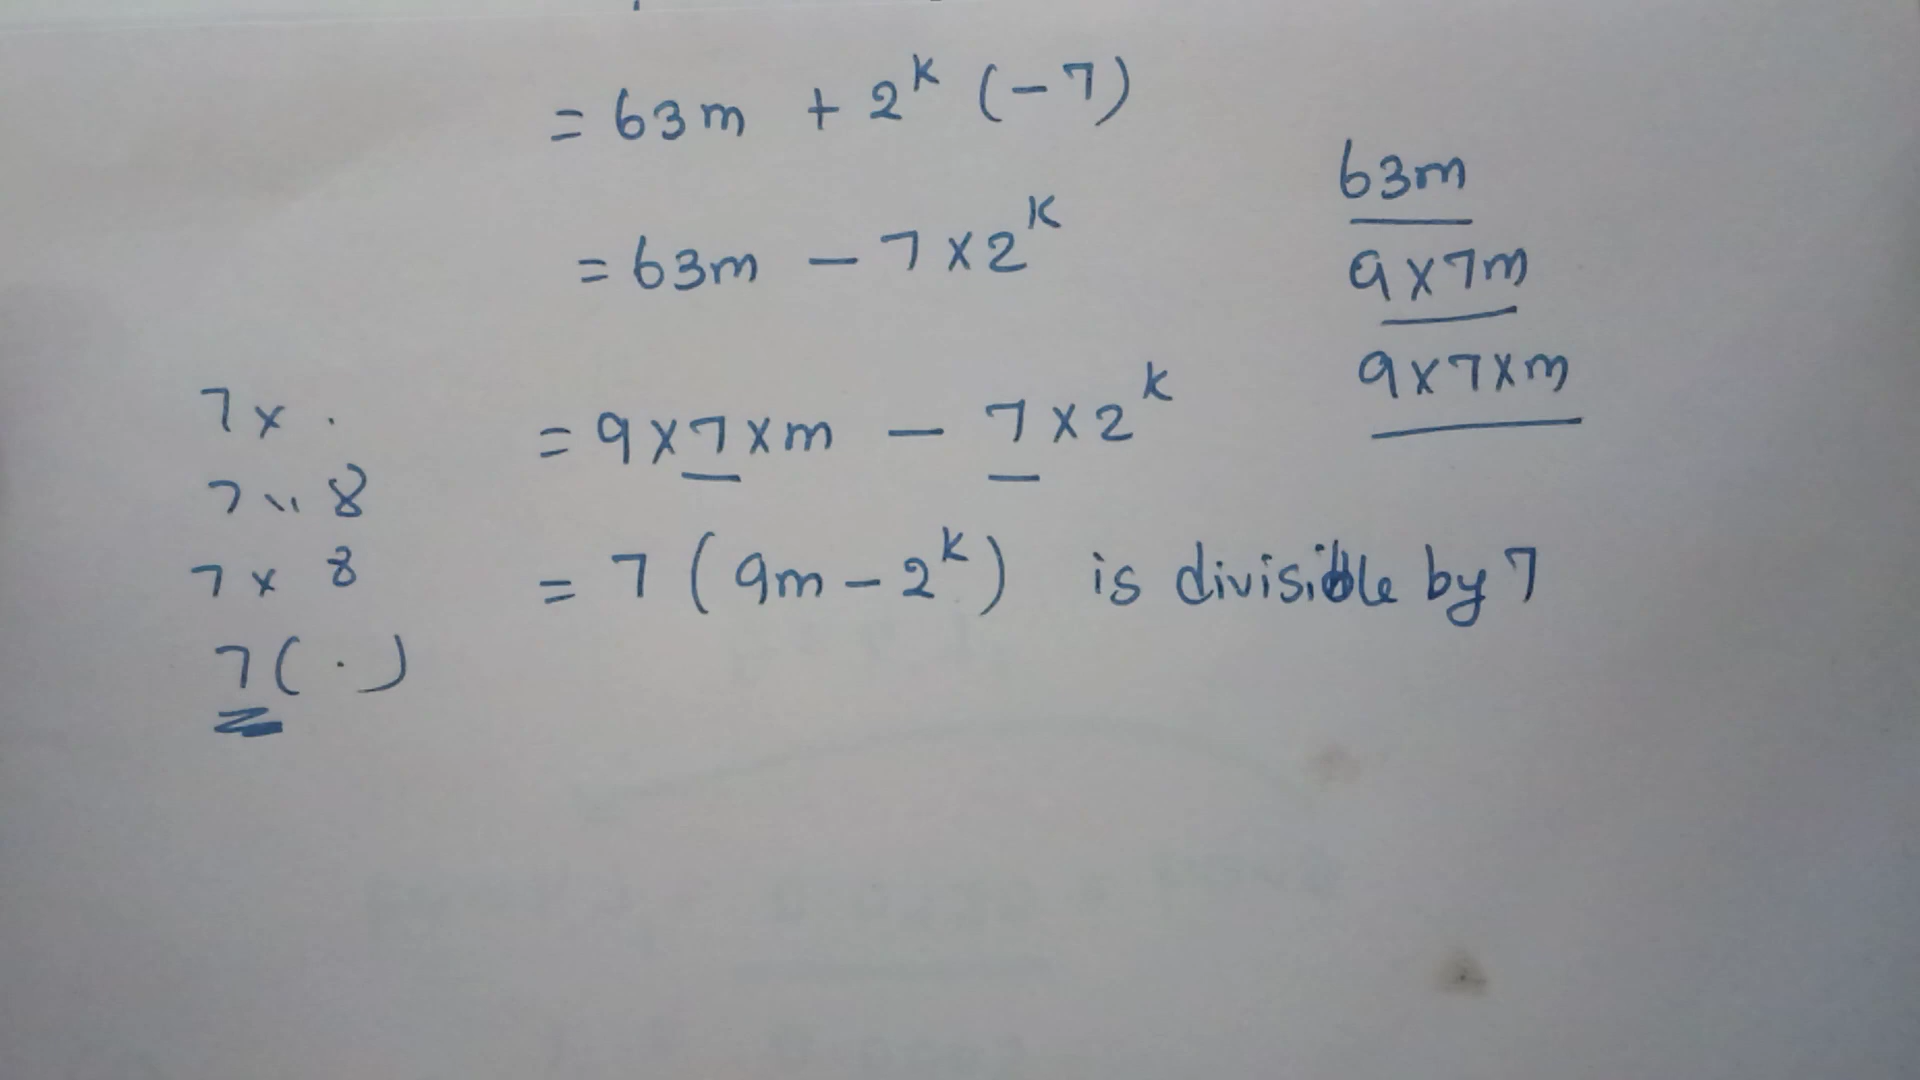 = 63m + 2^k (-7)
= 63m - 7 x 2^k
63m
9 x 7m
9 x 7 x m
7 x .
7 8
7 x 8
7 ( . )
= 9 x 7 x m - 7 x 2^k
= 7 ( 9m - 2^k ) is divisible by 7